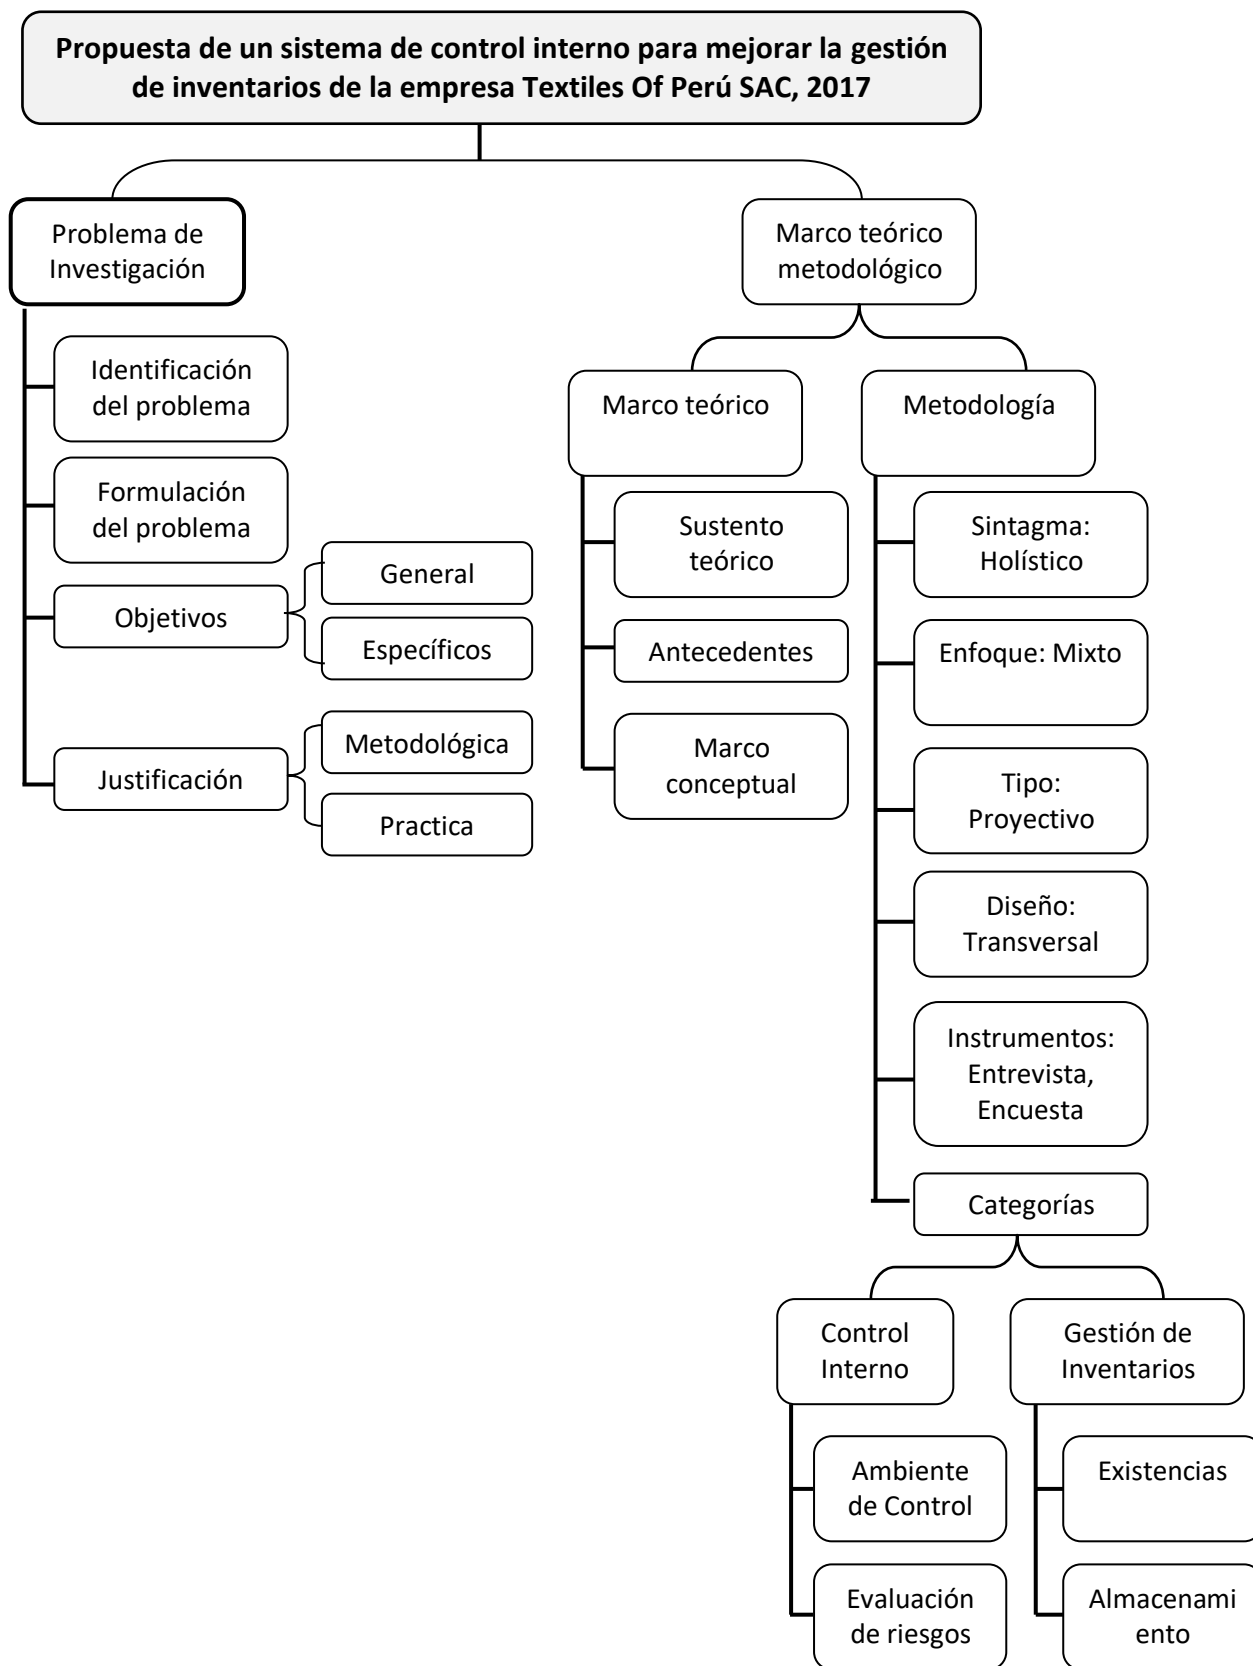 Propuesta de un sistema de control interno para mejorar la gestión
de inventarios de la empresa Textiles Of Perú SAC, 2017
Problema de
Investigación
Identificación
del problema
Formulación
del problema
Objetivos
General
Específicos
Justificación
Metodológica
Practica
Marco teórico
metodológico
Marco teórico
Sustento
teórico
Antecedentes
Marco
conceptual
Metodología
Sintagma:
Holístico
Enfoque: Mixto
Tipo:
Proyectivo
Diseño:
Transversal
Instrumentos:
Entrevista,
Encuesta
Categorías
Control
Interno
Ambiente
de Control
Evaluación
de riesgos
Gestión de
Inventarios
Existencias
Almacenami
ento